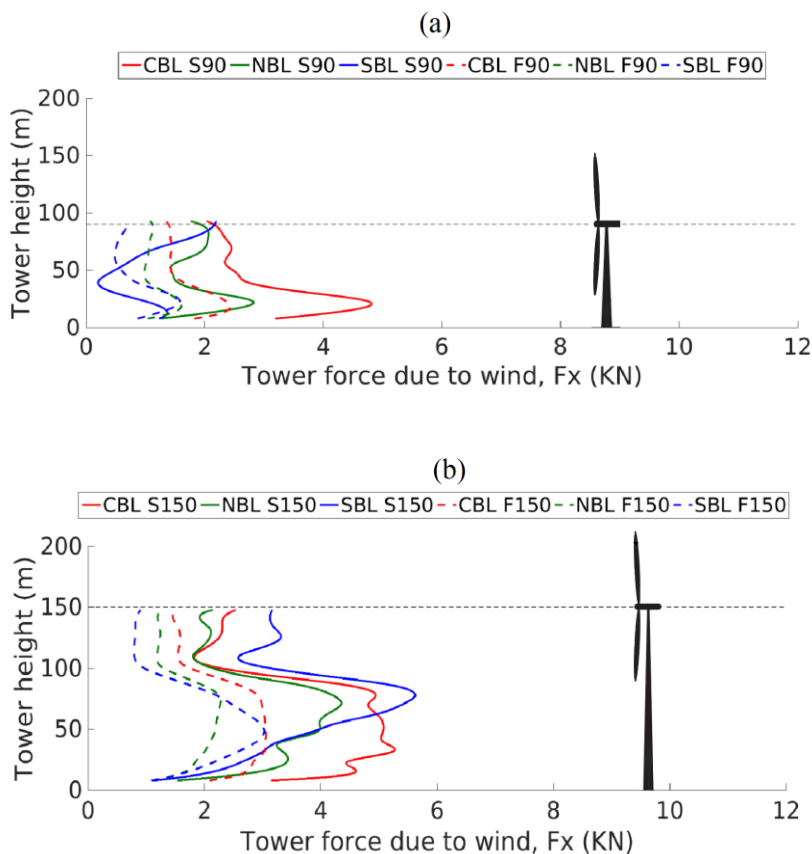 (a)
CBL S90 NBL S90 SBL S90 CBL F90 NBL F90 SBL F90
200
150
100
50
0
Tower height (m)
0 2 4 6 8 10 12
Tower force due to wind, Fx (KN)
(b)
CBL S150 NBL S150 SBL S150 CBL F150 NBL F150 SBL F150
200
150
100
50
0
Tower height (m)
0 2 4 6 8 10 12
Tower force due to wind, Fx (KN)